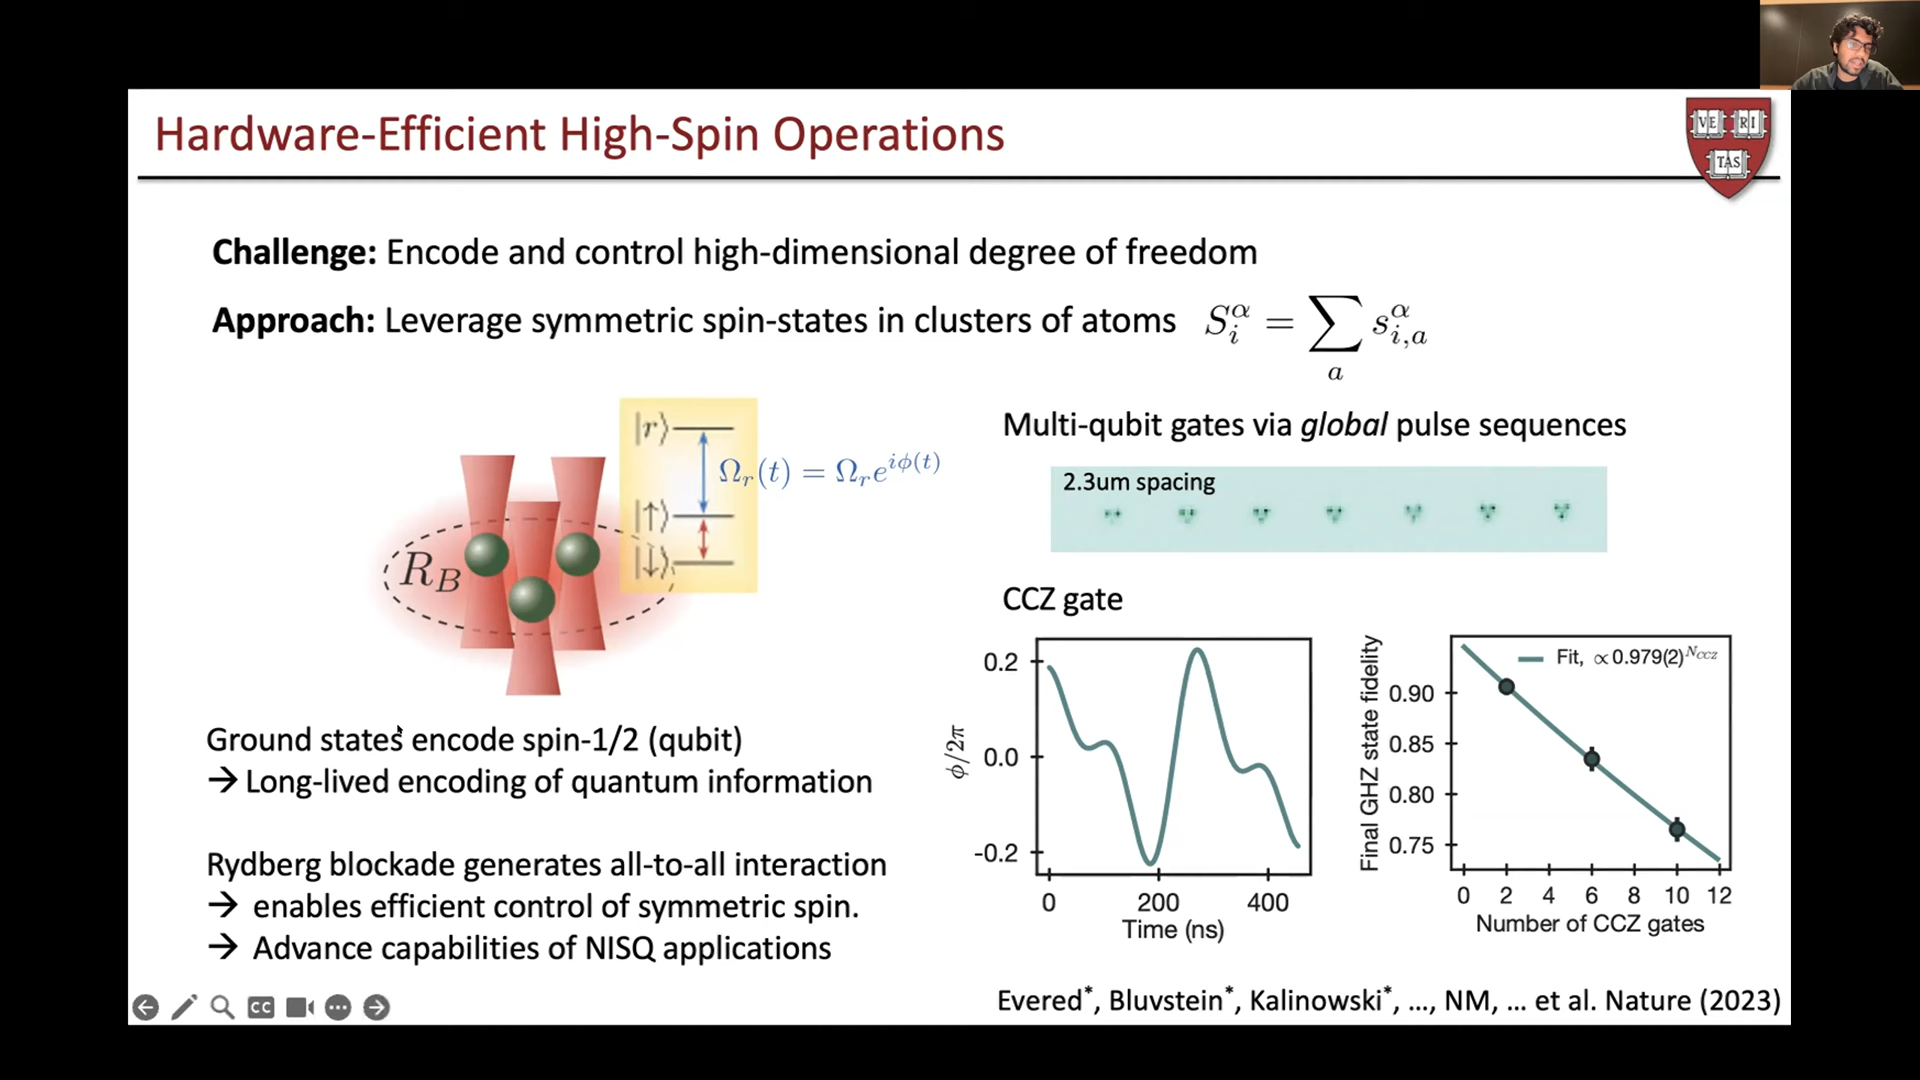 Hardware-Efficient High-Spin Operations
VE RI
TAS
Challenge: Encode and control high-dimensional degree of freedom
Approach: Leverage symmetric spin-states in clusters of atoms S_i^α = ∑_a s_{i,a}^α
|r⟩
Ω_r(t) = Ω_r e^{iϕ(t)}
|↑⟩
|↓⟩
R_B
Ground states encode spin-1/2 (qubit)
→ Long-lived encoding of quantum information
Rydberg blockade generates all-to-all interaction
→ enables efficient control of symmetric spin.
→ Advance capabilities of NISQ applications
Multi-qubit gates via global pulse sequences
2.3um spacing
CCZ gate
ϕ/2π
0.2
0.0
-0.2
0 200 400
Time (ns)
Final GHZ state fidelity
Fit, ∝0.979(2)^{N_{CCZ}}
0.90
0.85
0.80
0.75
0 2 4 6 8 10 12
Number of CCZ gates
CC
Evered*, Bluvstein*, Kalinowski*, ..., NM, ... et al. Nature (2023)